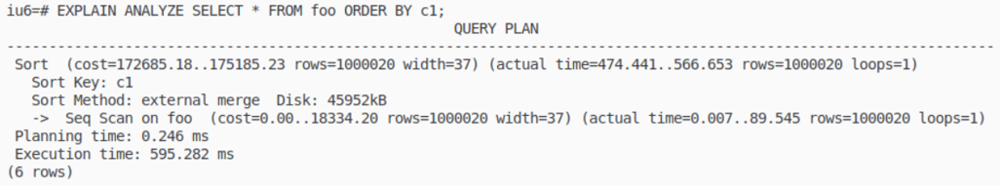 iu6=# EXPLAIN ANALYZE SELECT * FROM foo ORDER BY c1;
QUERY PLAN
-----------------------------------------------------------------------------------------------------------------------
Sort  (cost=172685.18..175185.23 rows=1000020 width=37) (actual time=474.441..566.653 rows=1000020 loops=1)
Sort Key: c1
Sort Method: external merge  Disk: 45952kB
->  Seq Scan on foo  (cost=0.00..18334.20 rows=1000020 width=37) (actual time=0.007..89.545 rows=1000020 loops=1)
Planning time: 0.246 ms
Execution time: 595.282 ms
(6 rows)